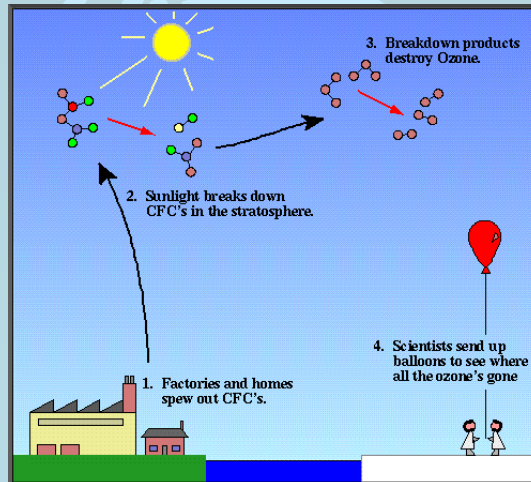 3. Breakdown products
destroy Ozone.
2. Sunlight breaks down
CFC's in the stratosphere.
4. Scientists send up
balloons to see where
all the ozone's gone
1. Factories and homes
spew out CFC's.